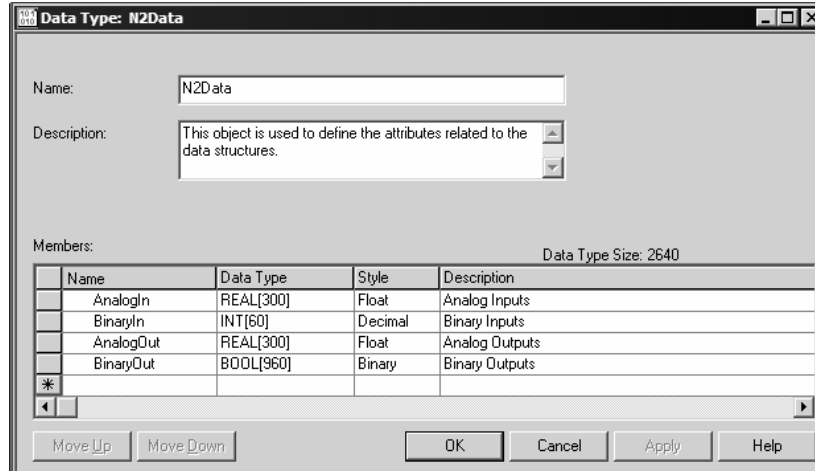 Data Type: N2Data
Name: N2Data
Description: This object is used to define the attributes related to the
data structures.
Members: Data Type Size: 2640
Name Data Type Style Description
AnalogIn REAL[300] Float Analog Inputs
BinaryIn INT[60] Decimal Binary Inputs
AnalogOut REAL[300] Float Analog Outputs
BinaryOut BOOL[960] Binary Binary Outputs
Move Up Move Down OK Cancel Apply Help